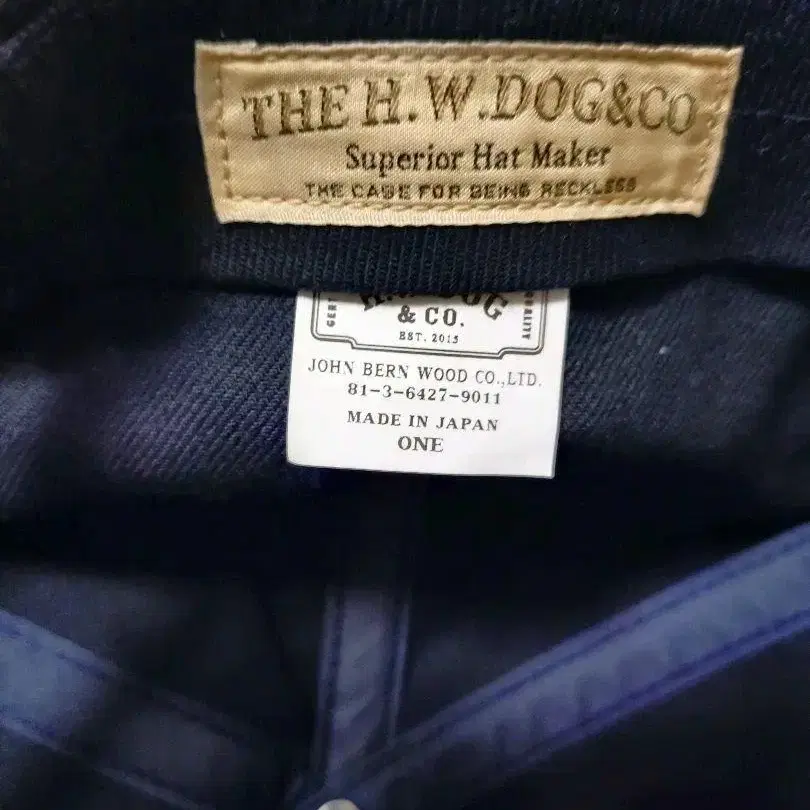 THE H.W.DOG&CO
Superior Hat Maker
THE CASE FOR BEING RECKLESS
H.W.DOG
& CO.
EST. 2015
JOHN BERN WOOD CO.,LTD.
81-3-6427-9011
MADE IN JAPAN
ONE